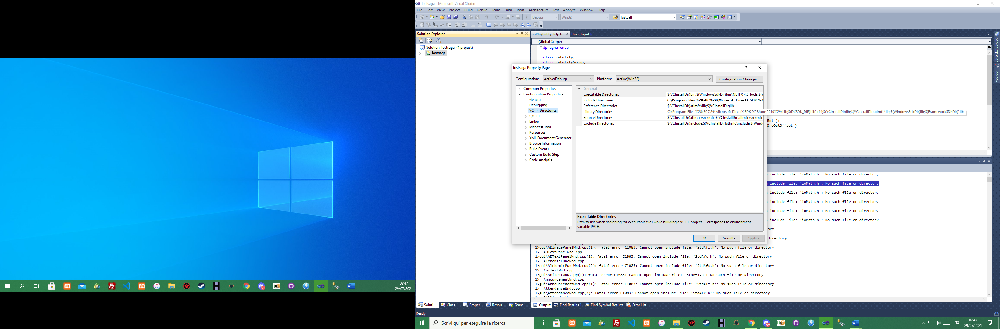 02:47
29/07/2021
lostsaga - Microsoft Visual Studio
File Edit View Project Build Debug Team Data Tools Architecture Test Analyze Window Help
Debug Win32 fastcall
Solution Explorer
Solution 'lostsaga' (1 project)
lostsaga
ioPlayEntityHelp.h DirectInput.h
(Global Scope)
#pragma once
class ioEntity;
class ioEntityGroup;
Rot );
& vOutOffset );
Server Explorer
Toolbox
lostsaga Property Pages
Configuration: Active(Debug) Platform: Active(Win32) Configuration Manager...
Common Properties
Configuration Properties
General
Debugging
VC++ Directories
C/C++
Linker
Manifest Tool
Resources
XML Document Generator
Browse Information
Build Events
Custom Build Step
Code Analysis
General
Executable Directories $(VCInstallDir)bin;$(WindowsSdkDir)bin\NETFX 4.0 Tools;$(W
Include Directories C:\Program Files %28x86%29\Microsoft DirectX SDK %2
Reference Directories $(VCInstallDir)atlmfc\lib;$(VCInstallDir)lib
Library Directories C:\Program Files %28x86%29\Microsoft DirectX SDK %28June 2010%29\Lib;$(DXSDK_DIR)Lib\x64;$(VCInstallDir)lib;$(VCInstallDir)atlmfc\lib;$(WindowsSdkDir)lib;$(FrameworkSDKDir)\lib
Source Directories $(VCInstallDir)atlmfc\src\mfc;$(VCInstallDir)atlmfc\src\mfc
Exclude Directories $(VCInstallDir)include;$(VCInstallDir)atlmfc\include;$(Wind
Executable Directories
Path to use when searching for executable files while building a VC++ project. Corresponds to environment
variable PATH.
OK Annulla Applica
include file: 'ioMath.h': No such file or directory
include file: 'ioMath.h': No such file or directory
include file: 'ioMath.h': No such file or directory
include file: 'ioMath.h': No such file or directory
include file: 'ioMath.h': No such file or directory
include file: 'ioMath.h': No such file or directory
ory
directory
1>gui\ADImagePanelWnd.cpp(1): fatal error C1083: Cannot open include file: 'StdAfx.h': No such file or directory
1> ADTextPanelWnd.cpp
1>gui\ADTextPanelWnd.cpp(1): fatal error C1083: Cannot open include file: 'StdAfx.h': No such file or directory
1> AlchemicFuncWnd.cpp
1>gui\AlchemicFuncWnd.cpp(2): fatal error C1083: Cannot open include file: 'StdAfx.h': No such file or directory
1> AniTextWnd.cpp
1>gui\AniTextWnd.cpp(1): fatal error C1083: Cannot open include file: 'StdAfx.h': No such file or directory
1> AnnouncementWnd.cpp
1>gui\AnnouncementWnd.cpp(1): fatal error C1083: Cannot open include file: 'StdAfx.h': No such file or directory
1> AttendanceWnd.cpp
1>gui\AttendanceWnd.cpp(2): fatal error C1083: Cannot open include file: 'StdAfx.h': No such file or directory
Soluti... Class... Proper... Resou... Team...
Output Find Results 1 Find Symbol Results Error List
Ready
Scrivi qui per eseguire la ricerca
ITA
02:47
29/07/2021